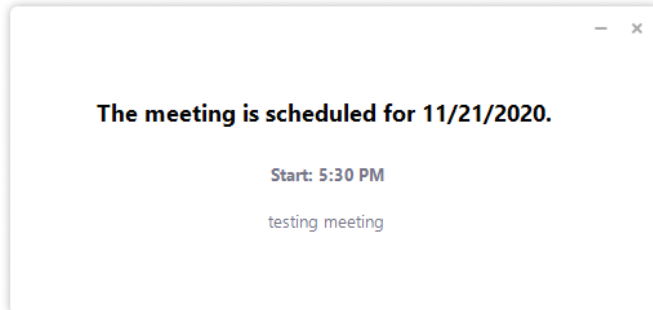 The meeting is scheduled for 11/21/2020.
Start: 5:30 PM
testing meeting